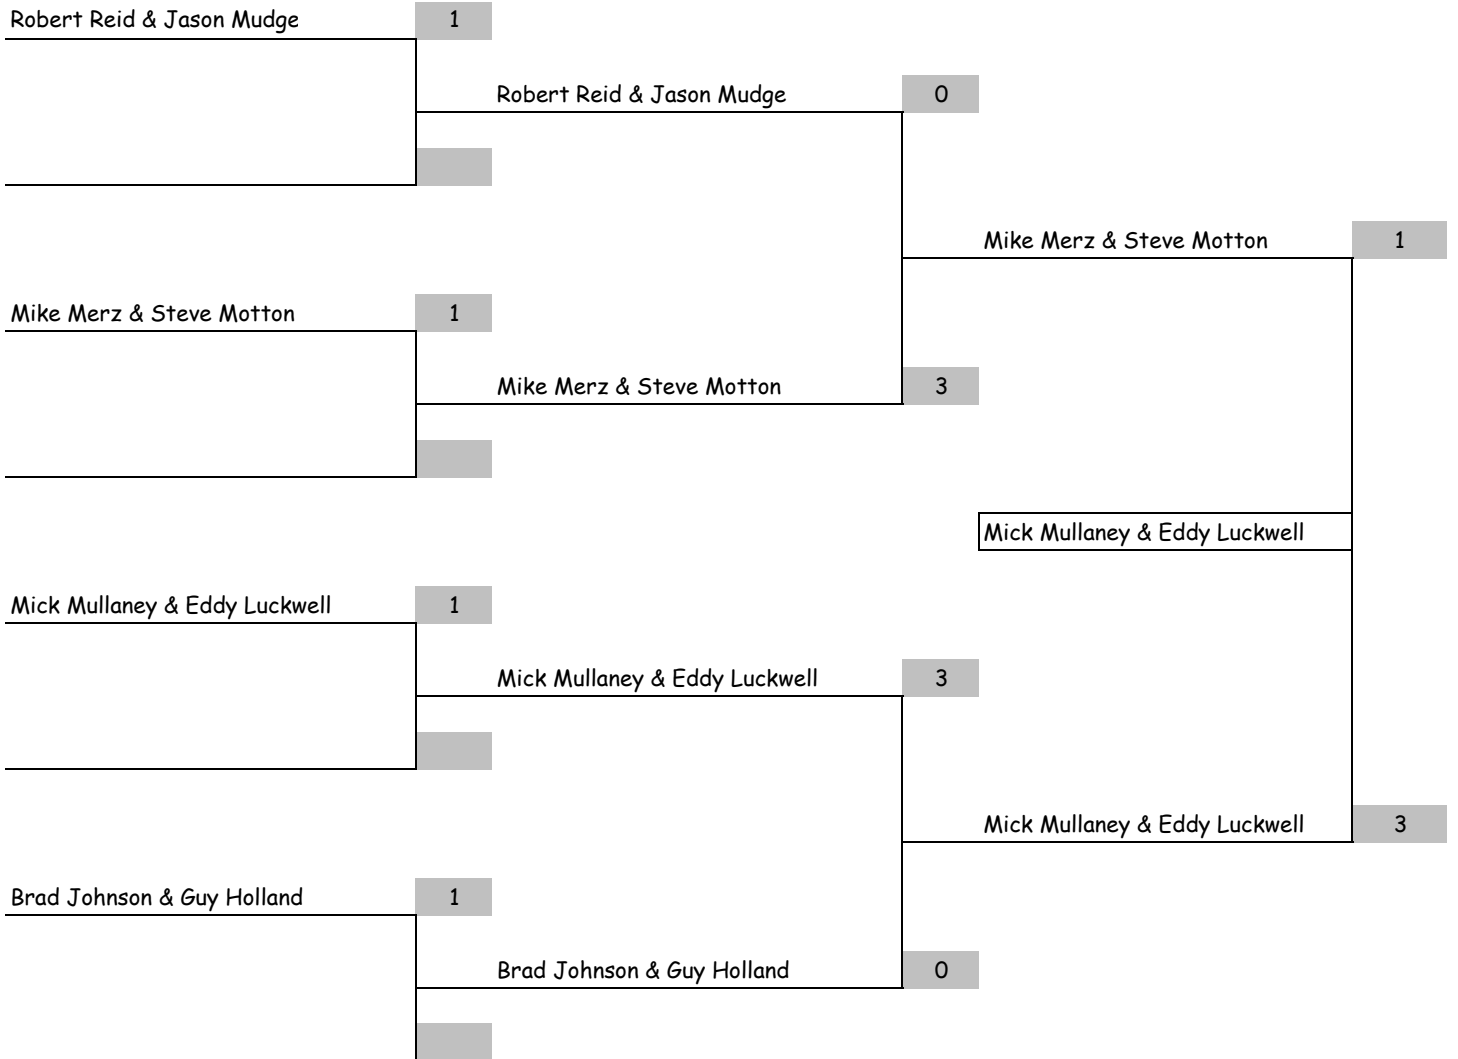 Robert Reid & Jason Mudge 1
Robert Reid & Jason Mudge 0
Mike Merz & Steve Motton 1
Mike Merz & Steve Motton 1
Mike Merz & Steve Motton 3
Mick Mullaney & Eddy Luckwell
Mick Mullaney & Eddy Luckwell 1
Mick Mullaney & Eddy Luckwell 3
Mick Mullaney & Eddy Luckwell 3
Brad Johnson & Guy Holland 1
Brad Johnson & Guy Holland 0